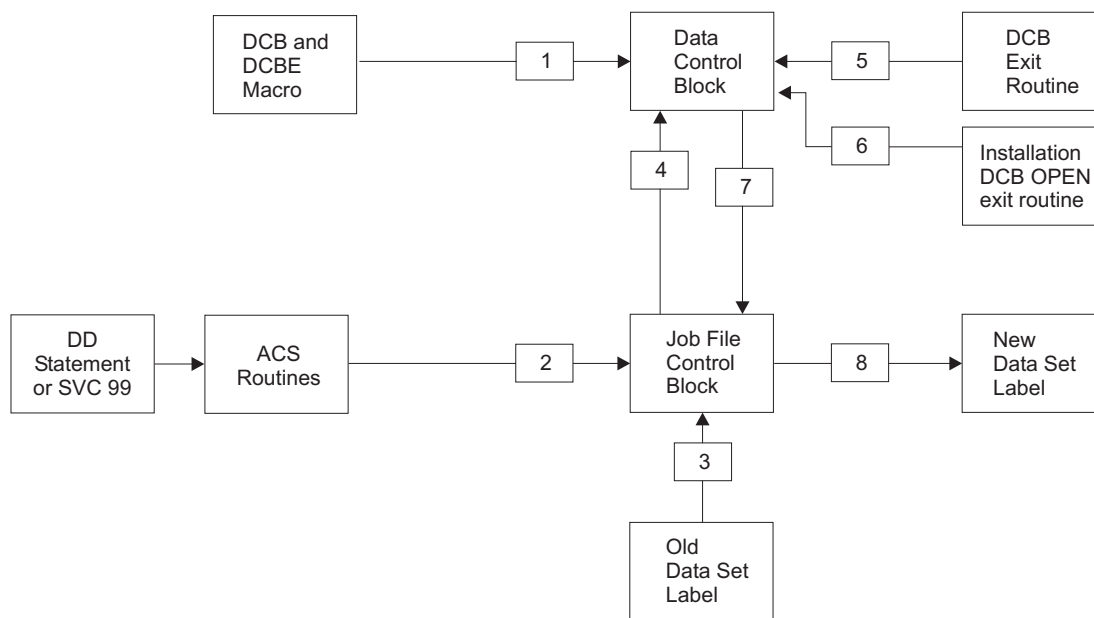 DCB and
DCBE
Macro
1
Data
Control
Block
5
DCB
Exit
Routine
6
Installation
DCB OPEN
exit routine
4
7
DD
Statement
or SVC 99
ACS
Routines
2
Job File
Control
Block
8
New
Data Set
Label
3
Old
Data Set
Label